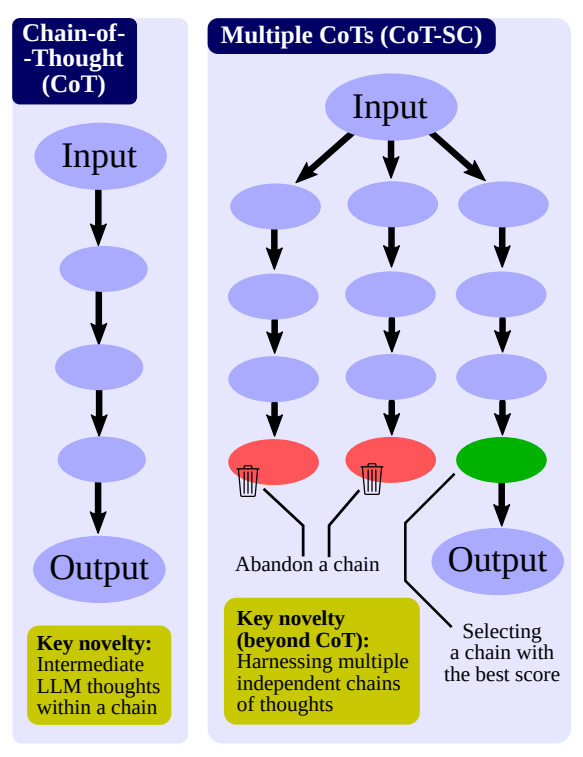 Chain-of-
-Thought
(CoT)
Input
Output
Key novelty:
Intermediate
LLM thoughts
within a chain
Multiple CoTs (CoT-SC)
Input
Abandon a chain
Output
Key novelty
(beyond CoT):
Harnessing multiple
independent chains
of thoughts
Selecting
a chain with
the best score